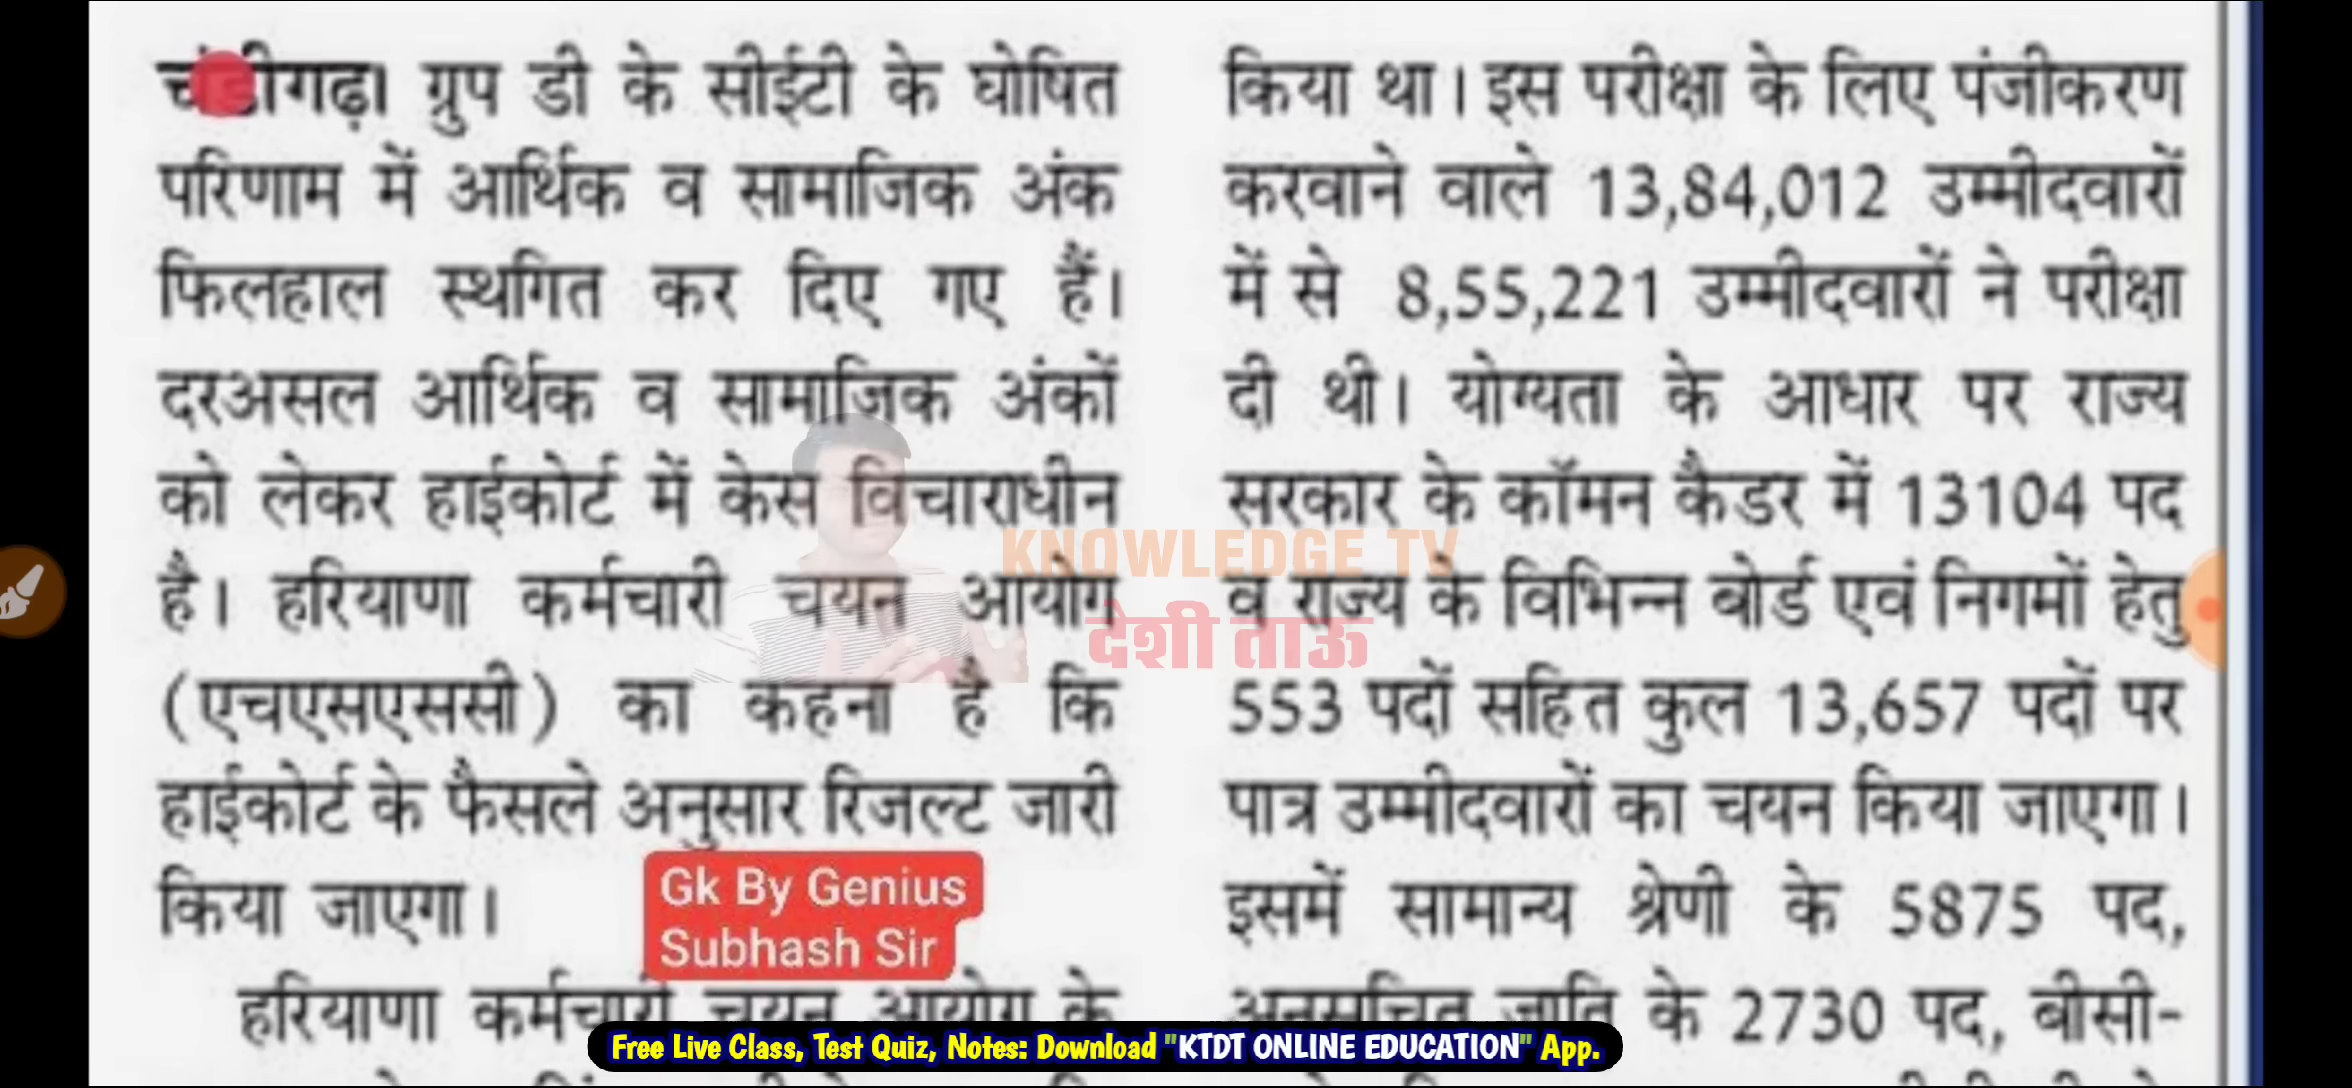 चंडीगढ़। ग्रुप डी के सीईटी के घोषित
परिणाम में आर्थिक व सामाजिक अंक
फिलहाल स्थगित कर दिए गए हैं।
दरअसल आर्थिक व सामाजिक अंकों
को लेकर हाईकोर्ट में केस विचाराधीन
है। हरियाणा कर्मचारी चयन आयोग
(एचएसएससी) का कहना है कि
हाईकोर्ट के फैसले अनुसार रिजल्ट जारी
किया जाएगा।
हरियाणा कर्मचारी चयन आयोग के
किया था। इस परीक्षा के लिए पंजीकरण
करवाने वाले 13,84,012 उम्मीदवारों
में से 8,55,221 उम्मीदवारों ने परीक्षा
दी थी। योग्यता के आधार पर राज्य
सरकार के कॉमन कैडर में 13104 पद
व राज्य के विभिन्न बोर्ड एवं निगमों हेतु
553 पदों सहित कुल 13,657 पदों पर
पात्र उम्मीदवारों का चयन किया जाएगा।
इसमें सामान्य श्रेणी के 5875 पद,
अनुसूचित जाति के 2730 पद, बीसी-
KNOWLEDGE TV
देशी ताऊ
Gk By Genius
Subhash Sir
Free Live Class, Test Quiz, Notes: Download "KTDT ONLINE EDUCATION" App.